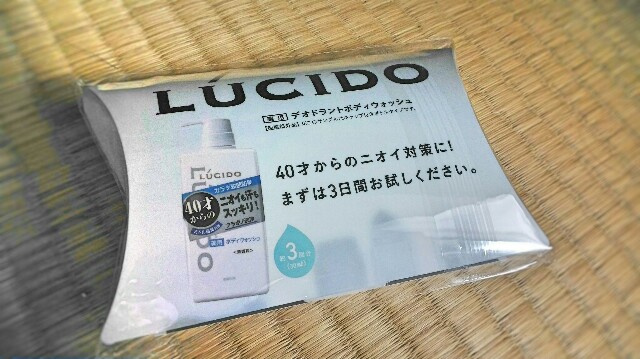 LÚCIDO
薬用 デオドラントボディウォッシュ
40才からのニオイ対策に!
まずは3日間お試しください。
LÚCIDO
40才
からの
ニオイも汗も
スッキリ!
薬用 ボディウォッシュ
約3回分